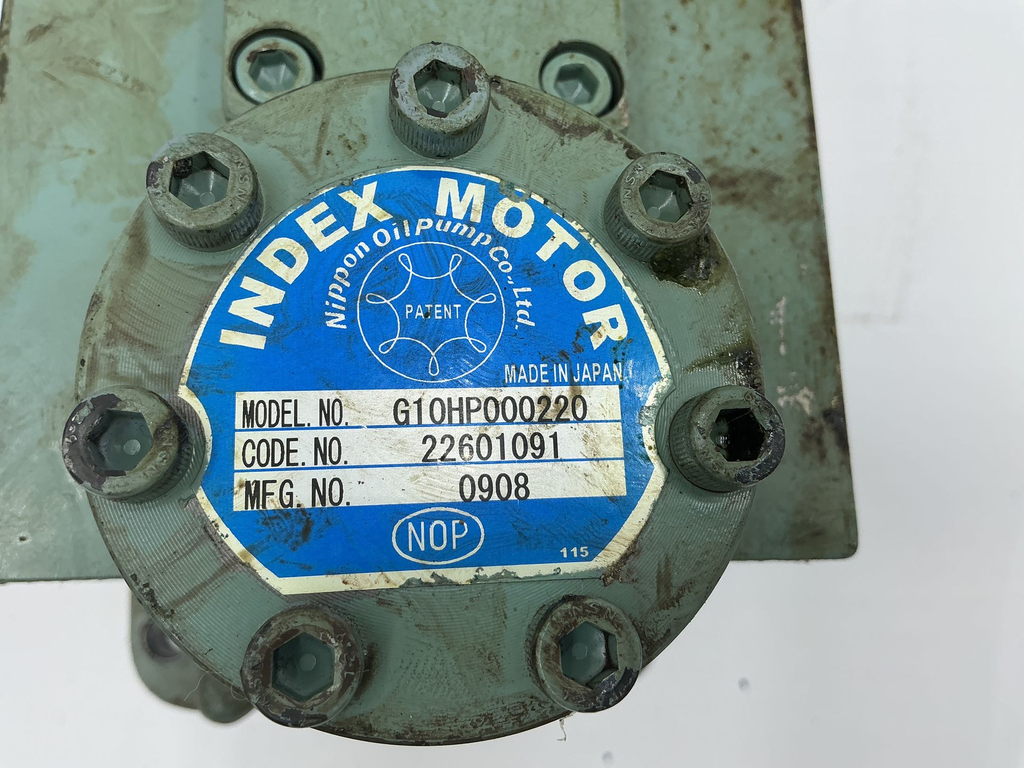 INDEX MOTOR
Nippon Oil Pump Co., Ltd.
PATENT
MADE IN JAPAN
MODEL. NO. G10HP000220
CODE. NO. 22601091
MFG. NO. 0908
NOP
115